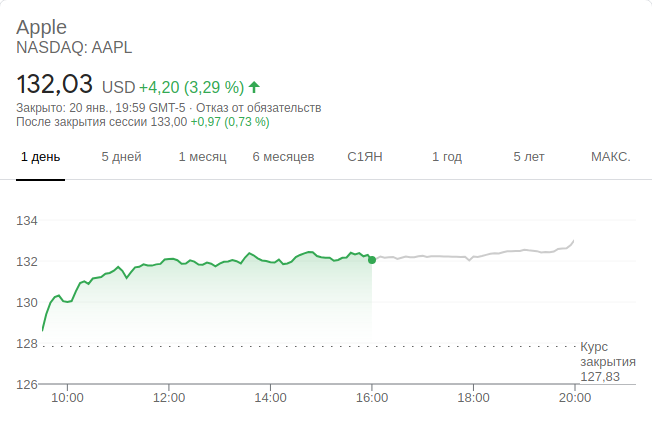 Apple
NASDAQ: AAPL
132,03 USD +4,20 (3,29 %)
Закрыто: 20 янв., 19:59 GMT-5 · Отказ от обязательств
После закрытия сессии 133,00 +0,97 (0,73 %)
1 день 5 дней 1 месяц 6 месяцев С1ЯН 1 год 5 лет МАКС.
134
132
130
128
Курс
закрытия
127,83
126
10:00 12:00 14:00 16:00 18:00 20:00